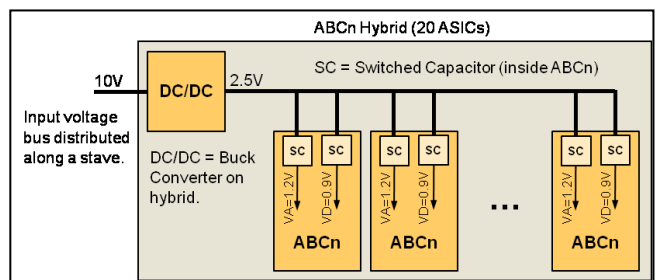 ABCn Hybrid (20 ASICs)
10V
DC/DC
2.5V
SC = Switched Capacitor (inside ABCn)
Input voltage
bus distributed
along a stave.
DC/DC = Buck
Converter on
hybrid.
SC
SC
VA=1.2V
VD=0.9V
ABCn
SC
SC
VA=1.2V
VD=0.9V
ABCn
...
SC
SC
VA=1.2V
VD=0.9V
ABCn